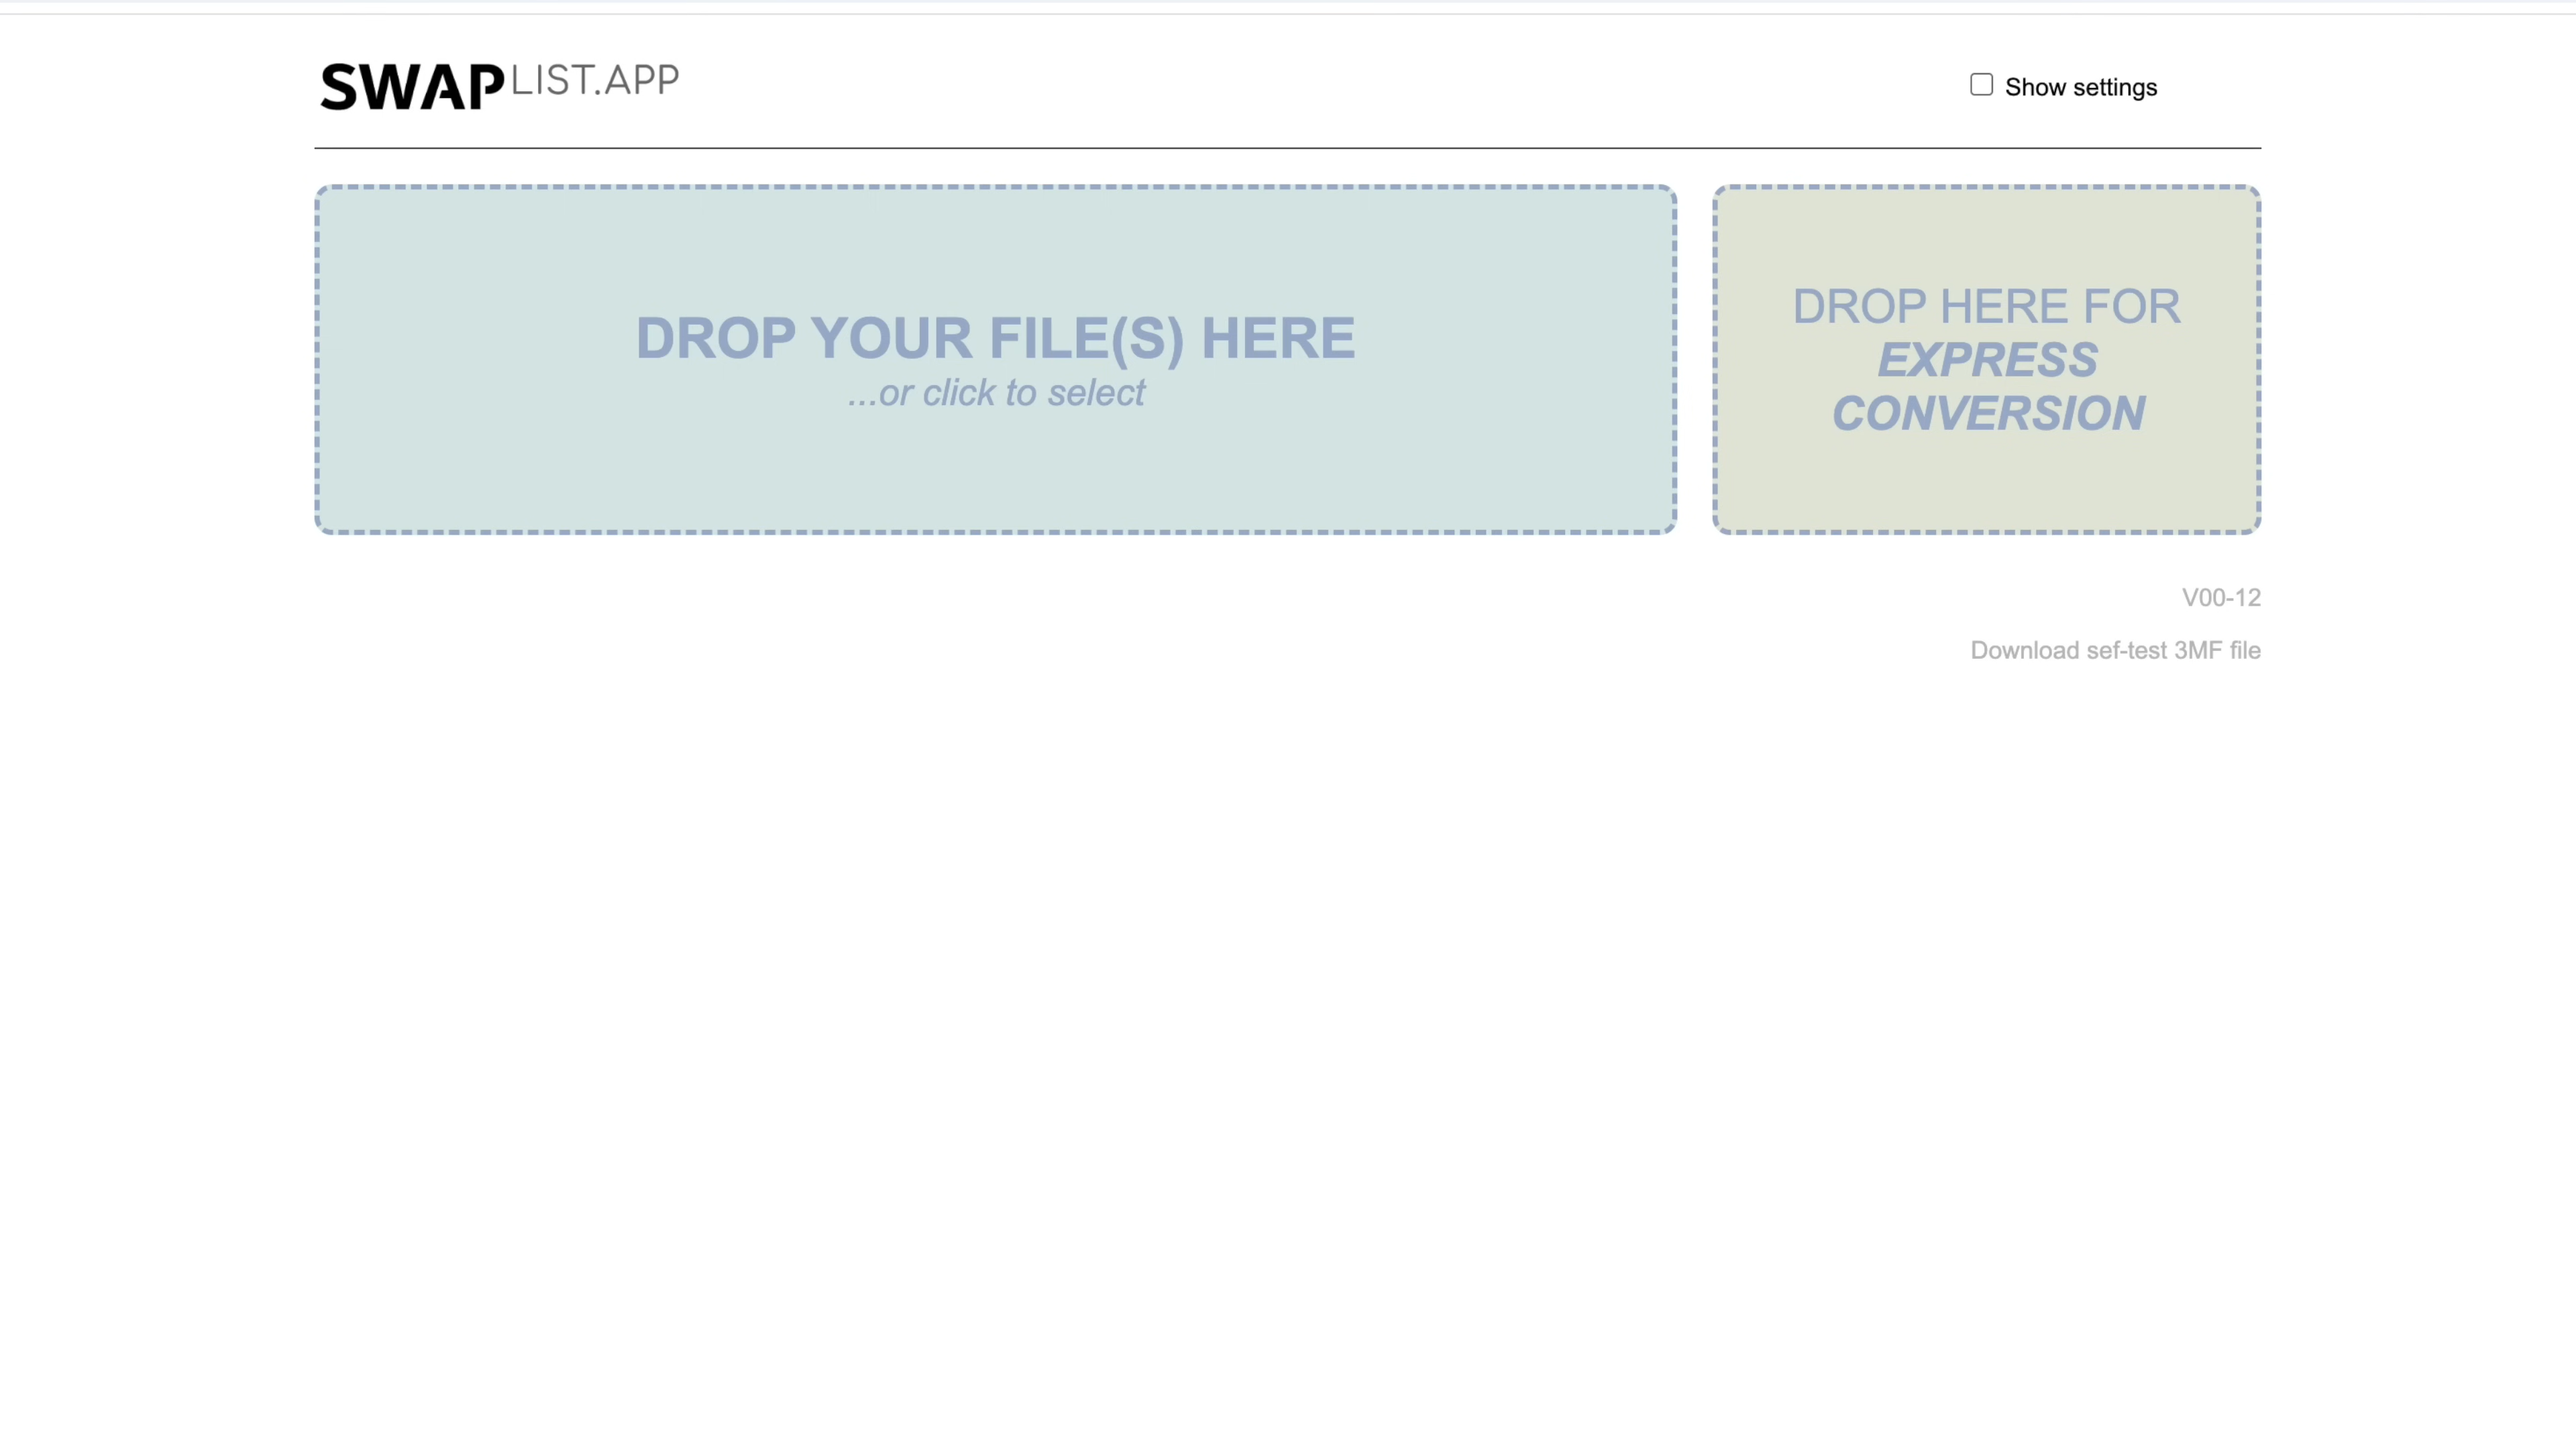 SWAPLIST.APP
Show settings
DROP YOUR FILE(S) HERE
...or click to select
DROP HERE FOR
EXPRESS
CONVERSION
V00-12
Download sef-test 3MF file